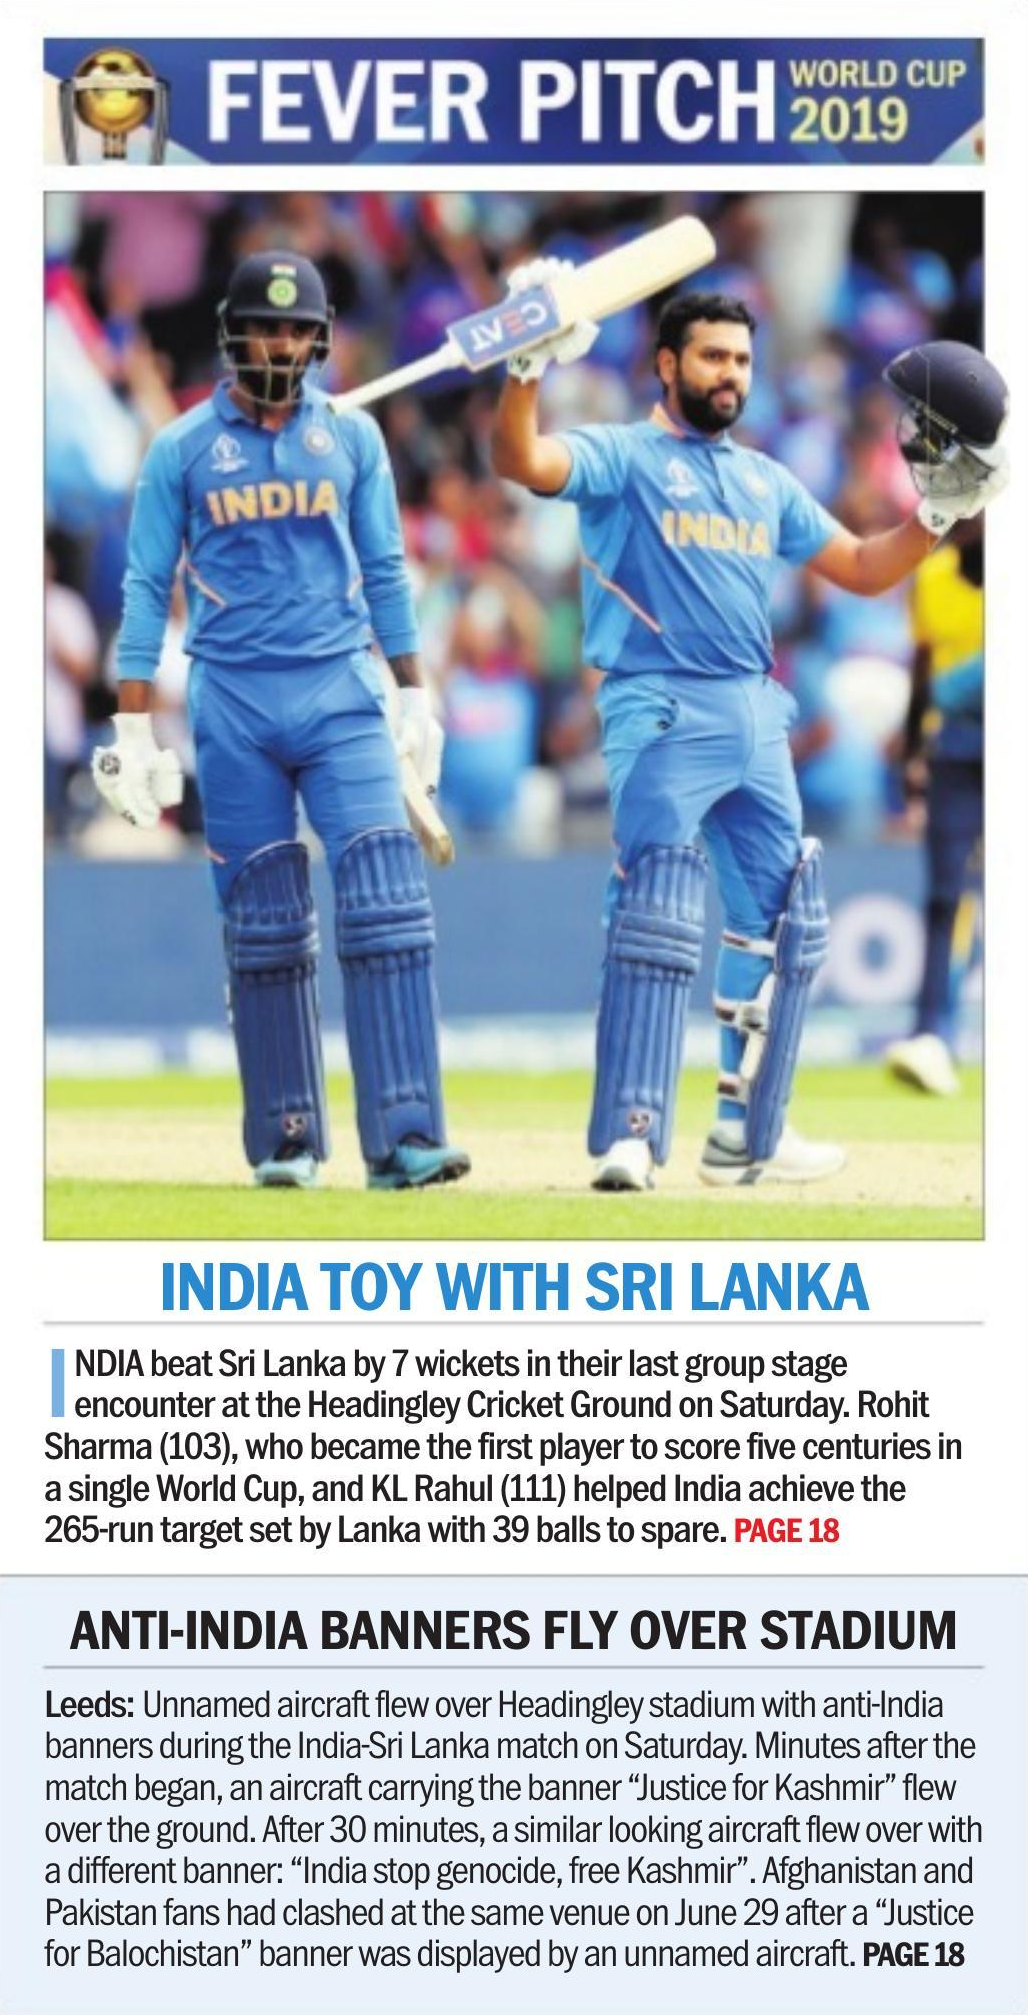 FEVER PITCH
WORLD CUP
2019
CEAT
INDIA
INDIA
INDIA TOY WITH SRI LANKA
INDIA beat Sri Lanka by 7 wickets in their last group stage
encounter at the Headingley Cricket Ground on Saturday. Rohit
Sharma (103), who became the first player to score five centuries in
a single World Cup, and KL Rahul (111) helped India achieve the
265-run target set by Lanka with 39 balls to spare. PAGE 18
ANTI-INDIA BANNERS FLY OVER STADIUM
Leeds: Unnamed aircraft flew over Headingley stadium with anti-India
banners during the India-Sri Lanka match on Saturday. Minutes after the
match began, an aircraft carrying the banner “Justice for Kashmir” flew
over the ground. After 30 minutes, a similar looking aircraft flew over with
a different banner: “India stop genocide, free Kashmir”. Afghanistan and
Pakistan fans had clashed at the same venue on June 29 after a “Justice
for Balochistan” banner was displayed by an unnamed aircraft. PAGE 18